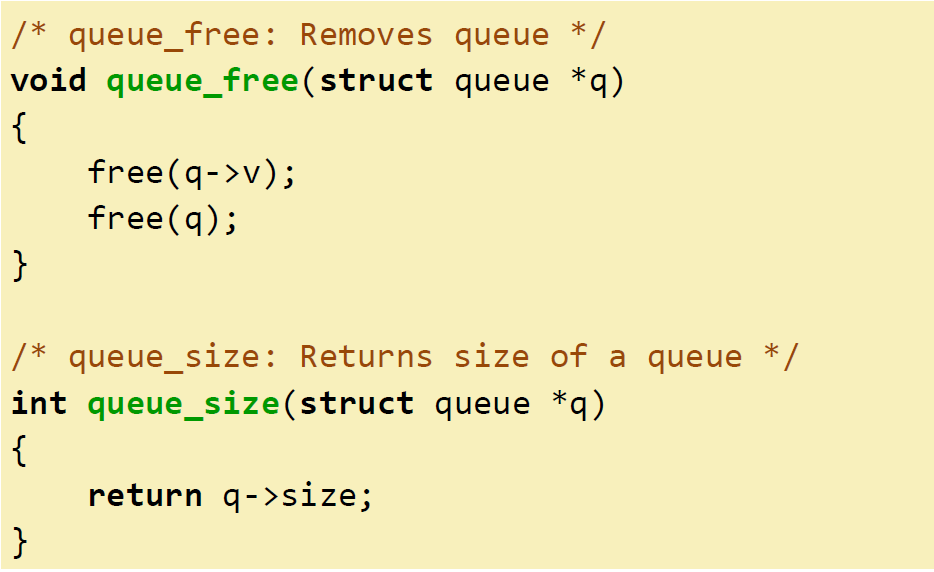 /* queue_free: Removes queue */
void queue_free(struct queue *q)
{
    free(q->v);
    free(q);
}

/* queue_size: Returns size of a queue */
int queue_size(struct queue *q)
{
    return q->size;
}